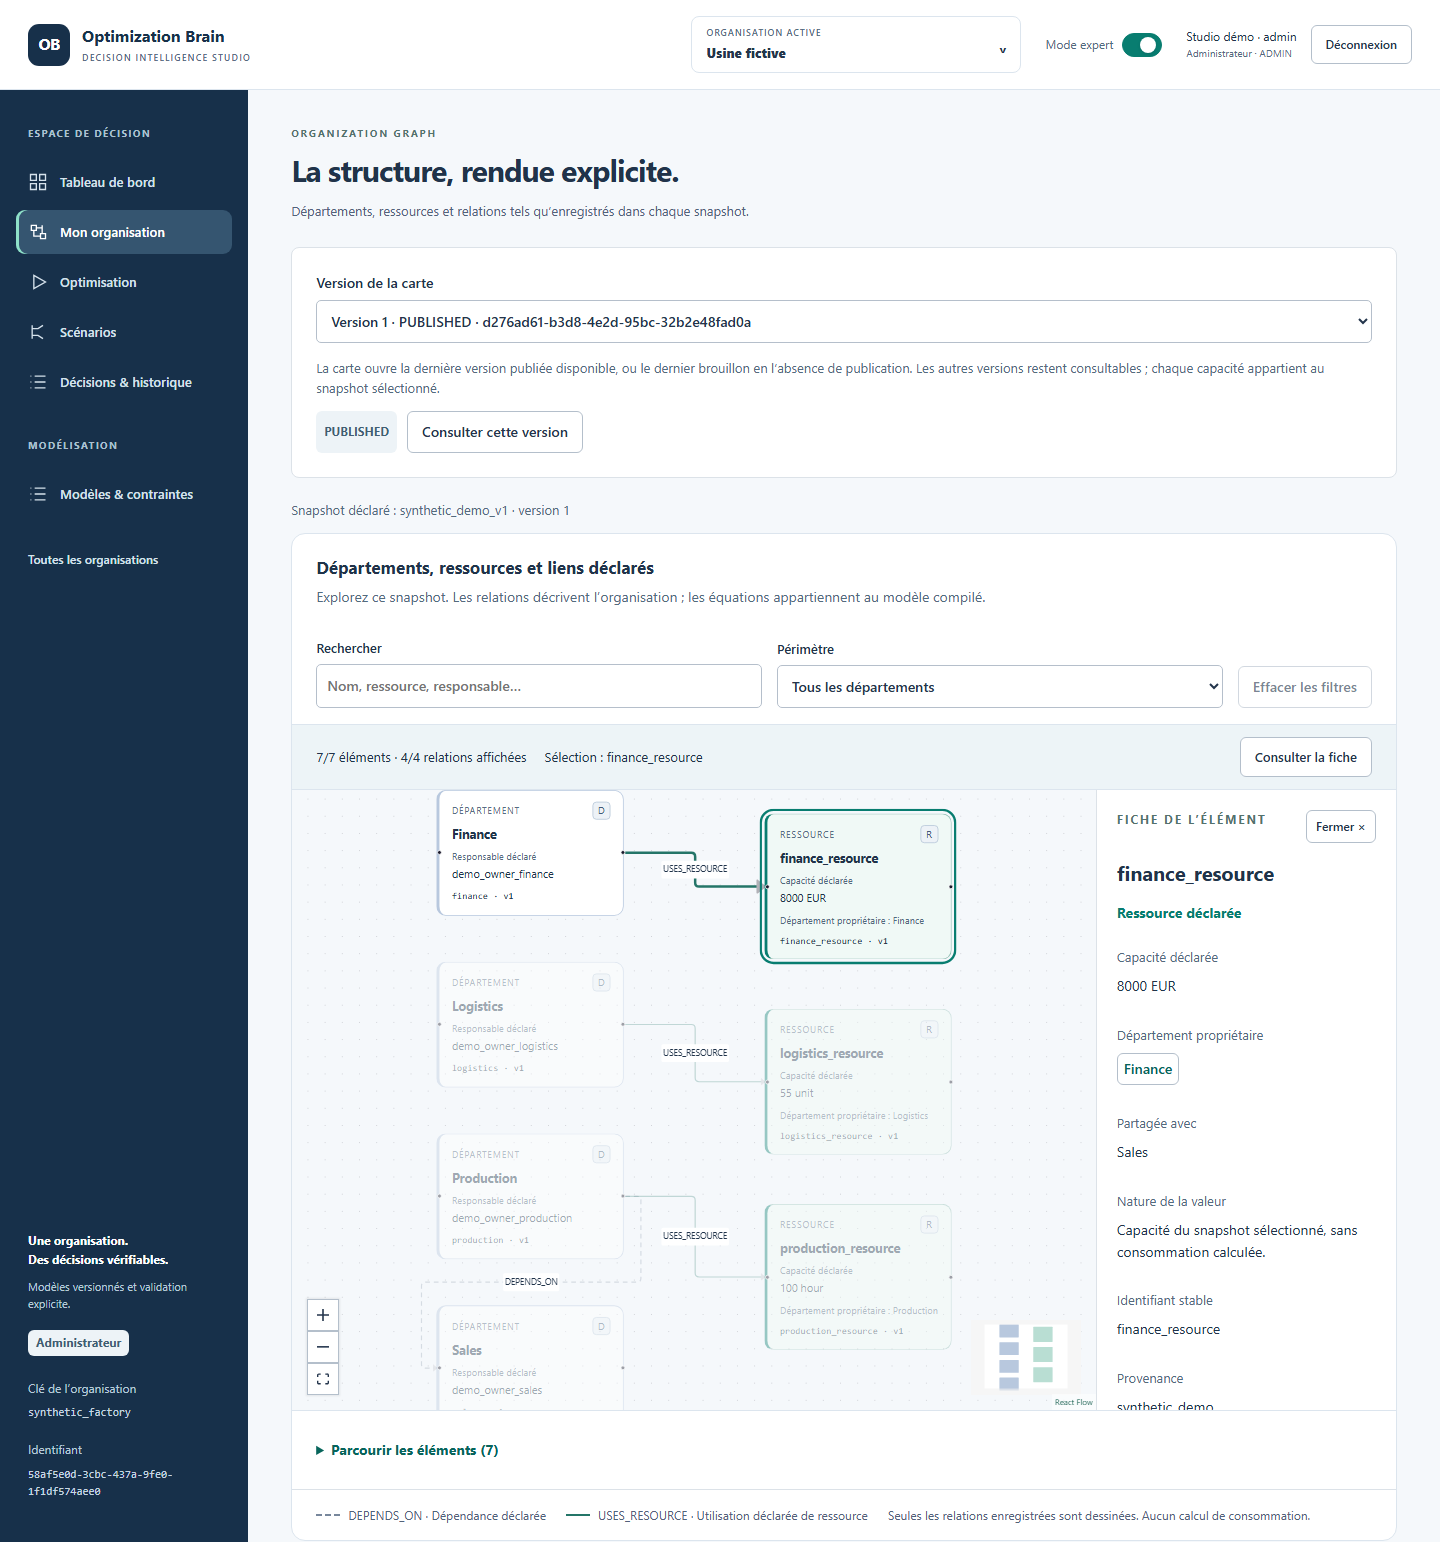 OB
Optimization Brain
DECISION INTELLIGENCE STUDIO
ORGANISATION ACTIVE
Usine fictive
v
Mode expert
Studio démo · admin
Administrateur · ADMIN
Déconnexion
ESPACE DE DÉCISION
Tableau de bord
Mon organisation
Optimisation
Scénarios
Décisions & historique
MODÉLISATION
Modèles & contraintes
Toutes les organisations
Une organisation.
Des décisions vérifiables.
Modèles versionnés et validation
explicite.
Administrateur
Clé de l’organisation
synthetic_factory
Identifiant
58af5e0d-3cbc-437a-9fe0-
1f1df574aee0
ORGANIZATION GRAPH
La structure, rendue explicite.
Départements, ressources et relations tels qu’enregistrés dans chaque snapshot.
Version de la carte
Version 1 · PUBLISHED · d276ad61-b3d8-4e2d-95bc-32b2e48fad0a
La carte ouvre la dernière version publiée disponible, ou le dernier brouillon en l’absence de publication. Les autres versions restent consultables ; chaque capacité appartient au
snapshot sélectionné.
PUBLISHED
Consulter cette version
Snapshot déclaré : synthetic_demo_v1 · version 1
Départements, ressources et liens déclarés
Explorez ce snapshot. Les relations décrivent l’organisation ; les équations appartiennent au modèle compilé.
Rechercher
Nom, ressource, responsable...
Périmètre
Tous les départements
Effacer les filtres
7/7 éléments · 4/4 relations affichées
Sélection : finance_resource
Consulter la fiche
DÉPARTEMENT
D
Finance
Responsable déclaré
demo_owner_finance
finance · v1
USES_RESOURCE
RESSOURCE
R
finance_resource
Capacité déclarée
8000 EUR
Département propriétaire : Finance
finance_resource · v1
DÉPARTEMENT
D
Logistics
Responsable déclaré
demo_owner_logistics
logistics · v1
USES_RESOURCE
RESSOURCE
R
logistics_resource
Capacité déclarée
55 unit
Département propriétaire : Logistics
logistics_resource · v1
DÉPARTEMENT
D
Production
Responsable déclaré
demo_owner_production
production · v1
USES_RESOURCE
RESSOURCE
R
production_resource
Capacité déclarée
100 hour
Département propriétaire : Production
production_resource · v1
DEPENDS_ON
DÉPARTEMENT
D
Sales
Responsable déclaré
demo_owner_sales
React Flow
FICHE DE L’ÉLÉMENT
Fermer ×
finance_resource
Ressource déclarée
Capacité déclarée
8000 EUR
Département propriétaire
Finance
Partagée avec
Sales
Nature de la valeur
Capacité du snapshot sélectionné, sans
consommation calculée.
Identifiant stable
finance_resource
Provenance
synthetic_demo
Parcourir les éléments (7)
DEPENDS_ON · Dépendance déclarée
USES_RESOURCE · Utilisation déclarée de ressource
Seules les relations enregistrées sont dessinées. Aucun calcul de consommation.